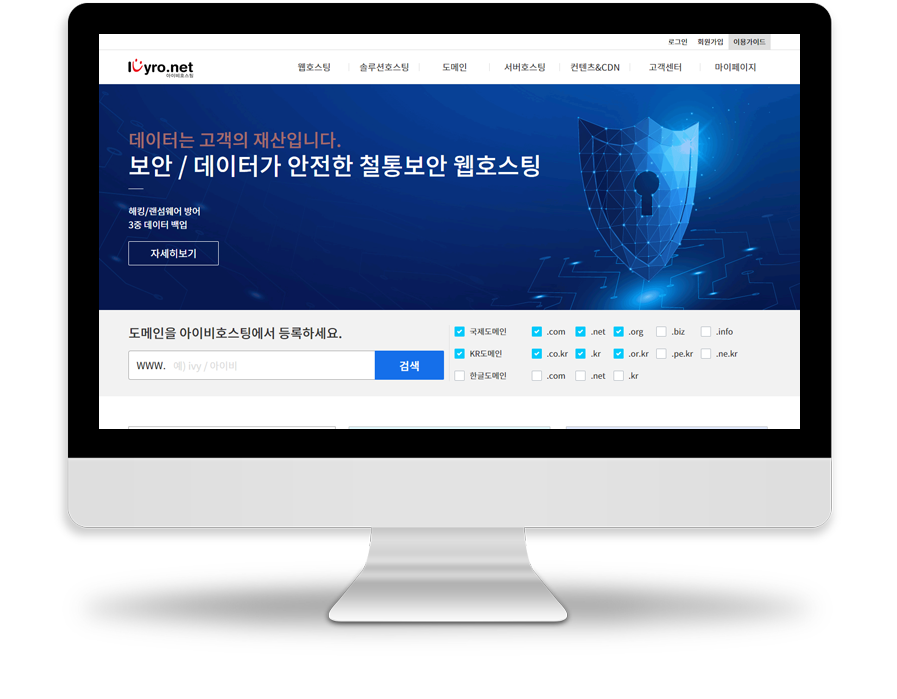 로그인 회원가입 이용가이드
Ivyro.net
아이비호스팅
웹호스팅 솔루션호스팅 도메인 서버호스팅 컨텐츠&CDN 고객센터 마이페이지
데이터는 고객의 재산입니다.
보안 / 데이터가 안전한 철통보안 웹호스팅
해킹/랜섬웨어 방어
3중 데이터 백업
자세히보기
도메인을 아이비호스팅에서 등록하세요.
www. 예) ivy / 아이비 검색
국제도메인 .com .net .org .biz .info
KR도메인 .co.kr .kr .or.kr .pe.kr .ne.kr
한글도메인 .com .net .kr